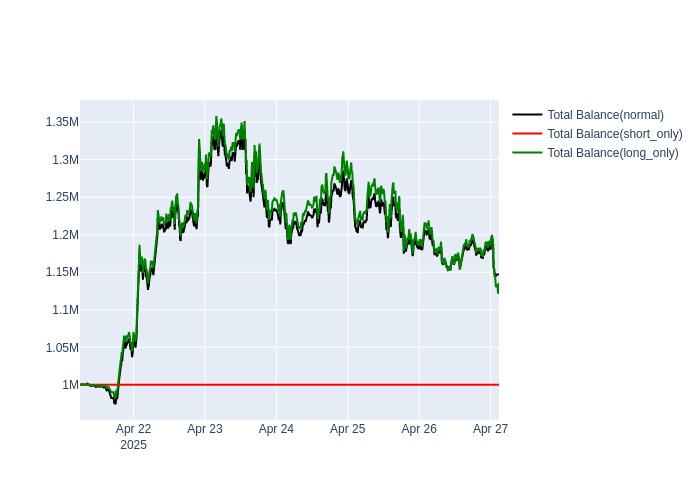 Total Balance(normal)
Total Balance(short_only)
Total Balance(long_only)
1.35M
1.3M
1.25M
1.2M
1.15M
1.1M
1.05M
1M
Apr 22 Apr 23 Apr 24 Apr 25 Apr 26 Apr 27
2025